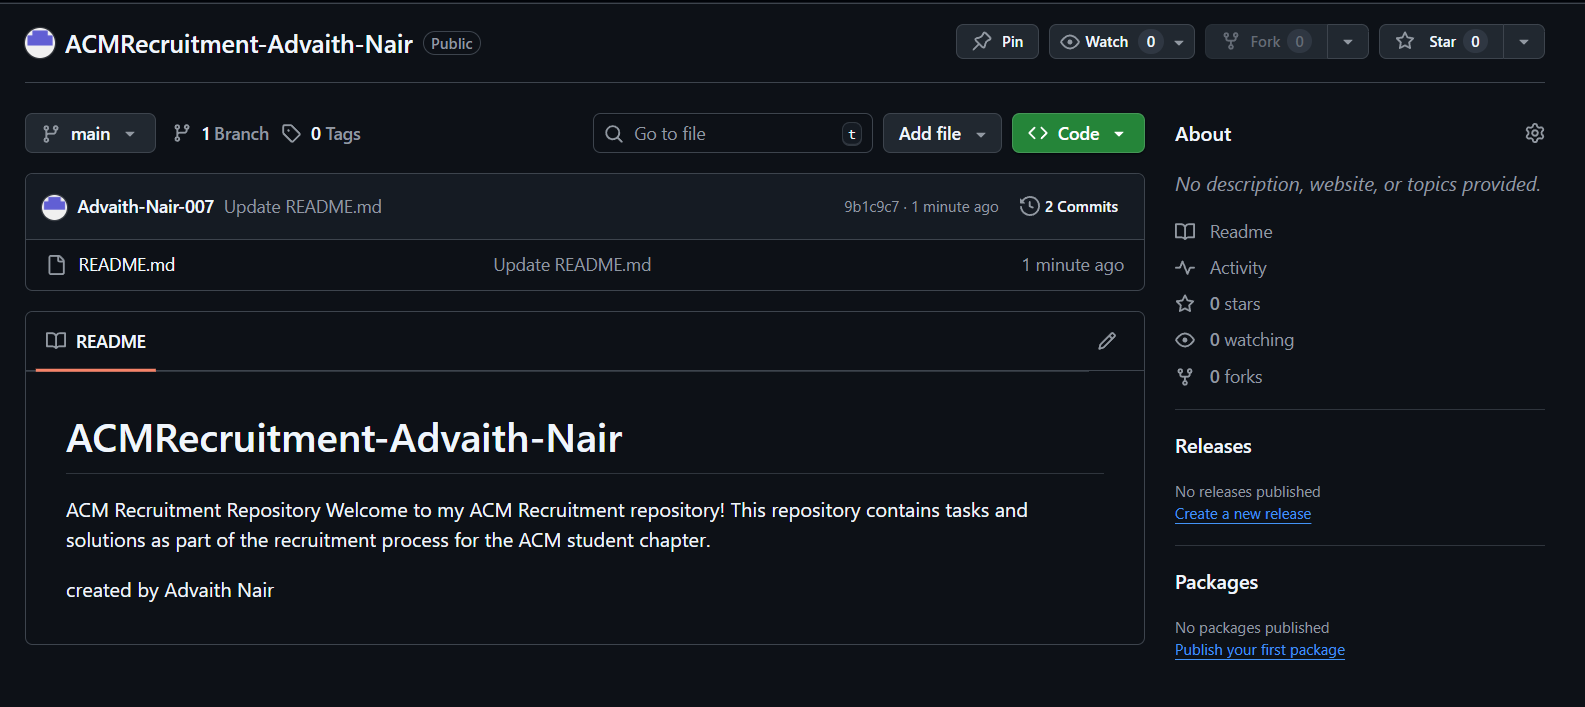 ACMRecruitment-Advaith-Nair Public Pin Watch 0 Fork 0 Star 0
main 1 Branch 0 Tags Go to file t Add file Code
Advaith-Nair-007 Update README.md 9b1c9c7 · 1 minute ago 2 Commits
README.md Update README.md 1 minute ago
README
ACMRecruitment-Advaith-Nair
ACM Recruitment Repository Welcome to my ACM Recruitment repository! This repository contains tasks and
solutions as part of the recruitment process for the ACM student chapter.
created by Advaith Nair
About
No description, website, or topics provided.
Readme
Activity
0 stars
0 watching
0 forks
Releases
No releases published
Create a new release
Packages
No packages published
Publish your first package